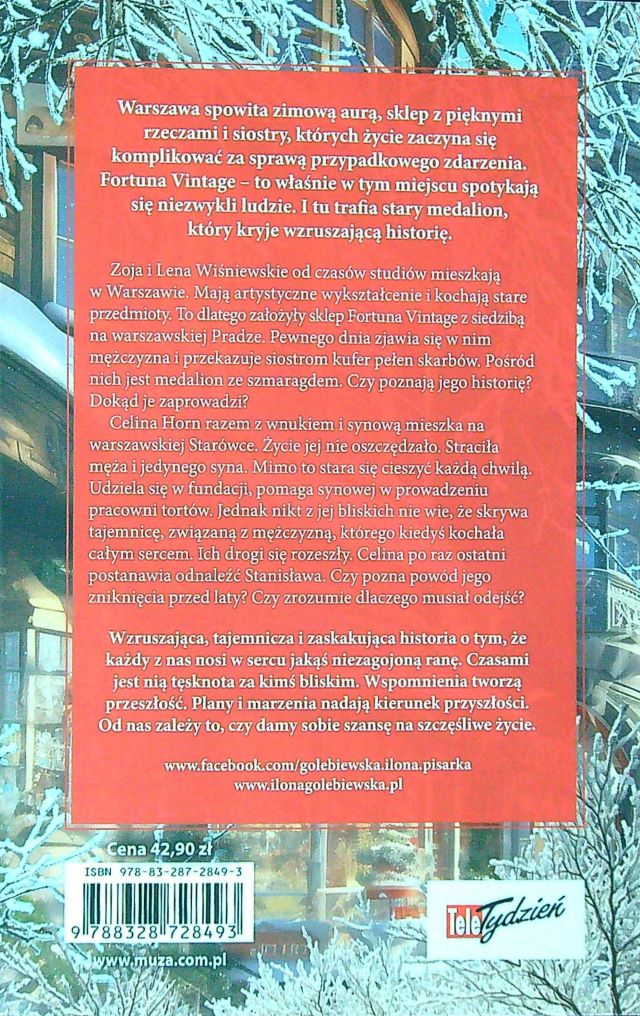 Warszawa spowita zimową aurą, sklep z pięknymi
rzeczami i siostry, których życie zaczyna się
komplikować za sprawą przypadkowego zdarzenia.
Fortuna Vintage – to właśnie w tym miejscu spotykają
się niezwykli ludzie. I tu trafia stary medalion,
który kryje wzruszającą historię.
Zoja i Lena Wiśniewskie od czasów studiów mieszkają
w Warszawie. Mają artystyczne wykształcenie i kochają stare
przedmioty. To dlatego założyły sklep Fortuna Vintage z siedzibą
na warszawskiej Pradze. Pewnego dnia zjawia się w nim
mężczyzna i przekazuje siostrom kufer pełen skarbów. Pośród
nich jest medalion ze szmaragdem. Czy poznają jego historię?
Dokąd je zaprowadzi?
Celina Horn razem z wnukiem i synową mieszka na
warszawskiej Starówce. Życie jej nie oszczędzało. Straciła
męża i jedynego syna. Mimo to stara się cieszyć każdą chwilą.
Udziela się w fundacji, pomaga synowej w prowadzeniu
pracowni tortów. Jednak nikt z jej bliskich nie wie, że skrywa
tajemnicę, związaną z mężczyzną, którego kiedyś kochała
całym sercem. Ich drogi się rozeszły. Celina po raz ostatni
postanawia odnaleźć Stanisława. Czy pozna powód jego
zniknięcia przed laty? Czy zrozumie dlaczego musiał odejść?
Wzruszająca, tajemnicza i zaskakująca historia o tym, że
każdy z nas nosi w sercu jakąś niezagojoną ranę. Czasami
jest nią tęsknota za kimś bliskim. Wspomnienia tworzą
przeszłość. Plany i marzenia nadają kierunek przyszłości.
Od nas zależy to, czy damy sobie szansę na szczęśliwe życie.
www.facebook.com/golebiewska.ilona.pisarka
www.ilonagolebiewska.pl
Cena 42,90 zł
ISBN 978-83-287-2849-3
9 788328 728493
www.muza.com.pl
Tele Tydzień